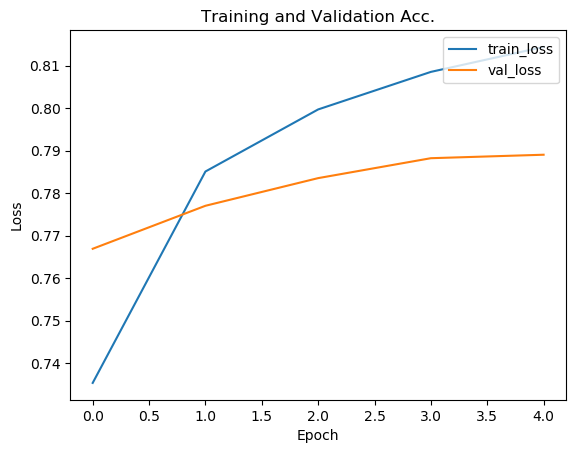 Training and Validation Acc.
train_loss
val_loss
0.81
0.80
0.79
0.78
0.77
0.76
0.75
0.74
Loss
0.0 0.5 1.0 1.5 2.0 2.5 3.0 3.5 4.0
Epoch